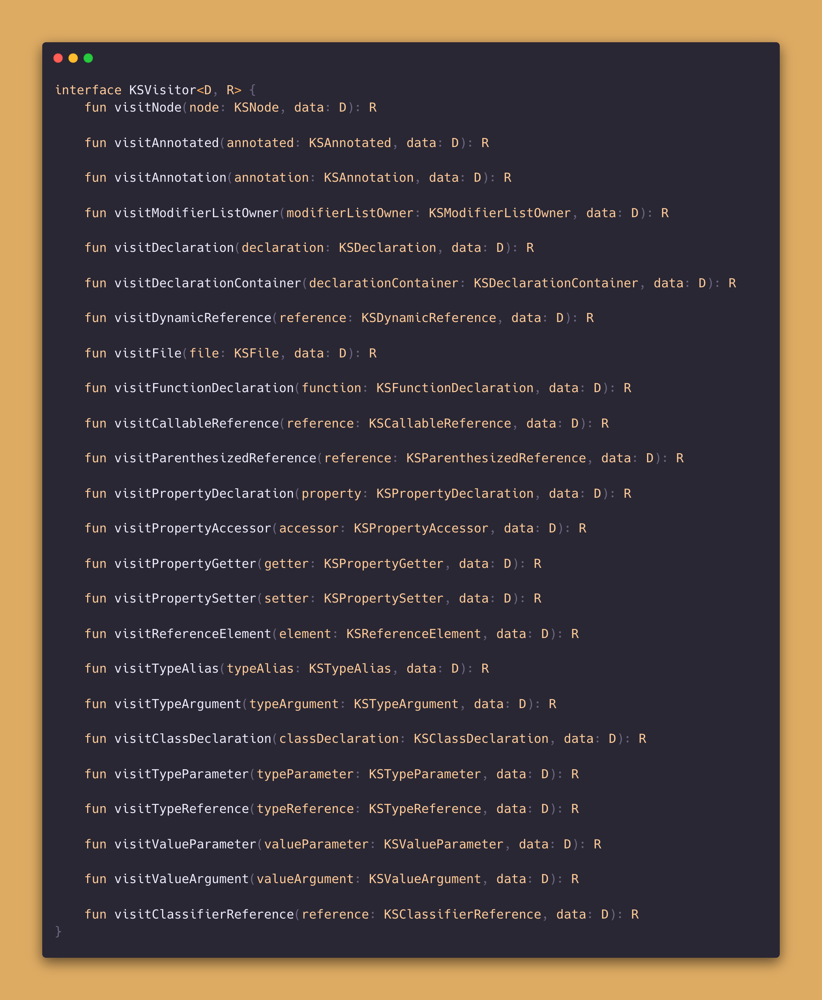 interface KSVisitor<D, R> {
    fun visitNode(node: KSNode, data: D): R

    fun visitAnnotated(annotated: KSAnnotated, data: D): R

    fun visitAnnotation(annotation: KSAnnotation, data: D): R

    fun visitModifierListOwner(modifierListOwner: KSModifierListOwner, data: D): R

    fun visitDeclaration(declaration: KSDeclaration, data: D): R

    fun visitDeclarationContainer(declarationContainer: KSDeclarationContainer, data: D): R

    fun visitDynamicReference(reference: KSDynamicReference, data: D): R

    fun visitFile(file: KSFile, data: D): R

    fun visitFunctionDeclaration(function: KSFunctionDeclaration, data: D): R

    fun visitCallableReference(reference: KSCallableReference, data: D): R

    fun visitParenthesizedReference(reference: KSParenthesizedReference, data: D): R

    fun visitPropertyDeclaration(property: KSPropertyDeclaration, data: D): R

    fun visitPropertyAccessor(accessor: KSPropertyAccessor, data: D): R

    fun visitPropertyGetter(getter: KSPropertyGetter, data: D): R

    fun visitPropertySetter(setter: KSPropertySetter, data: D): R

    fun visitReferenceElement(element: KSReferenceElement, data: D): R

    fun visitTypeAlias(typeAlias: KSTypeAlias, data: D): R

    fun visitTypeArgument(typeArgument: KSTypeArgument, data: D): R

    fun visitClassDeclaration(classDeclaration: KSClassDeclaration, data: D): R

    fun visitTypeParameter(typeParameter: KSTypeParameter, data: D): R

    fun visitTypeReference(typeReference: KSTypeReference, data: D): R

    fun visitValueParameter(valueParameter: KSValueParameter, data: D): R

    fun visitValueArgument(valueArgument: KSValueArgument, data: D): R

    fun visitClassifierReference(reference: KSClassifierReference, data: D): R
}